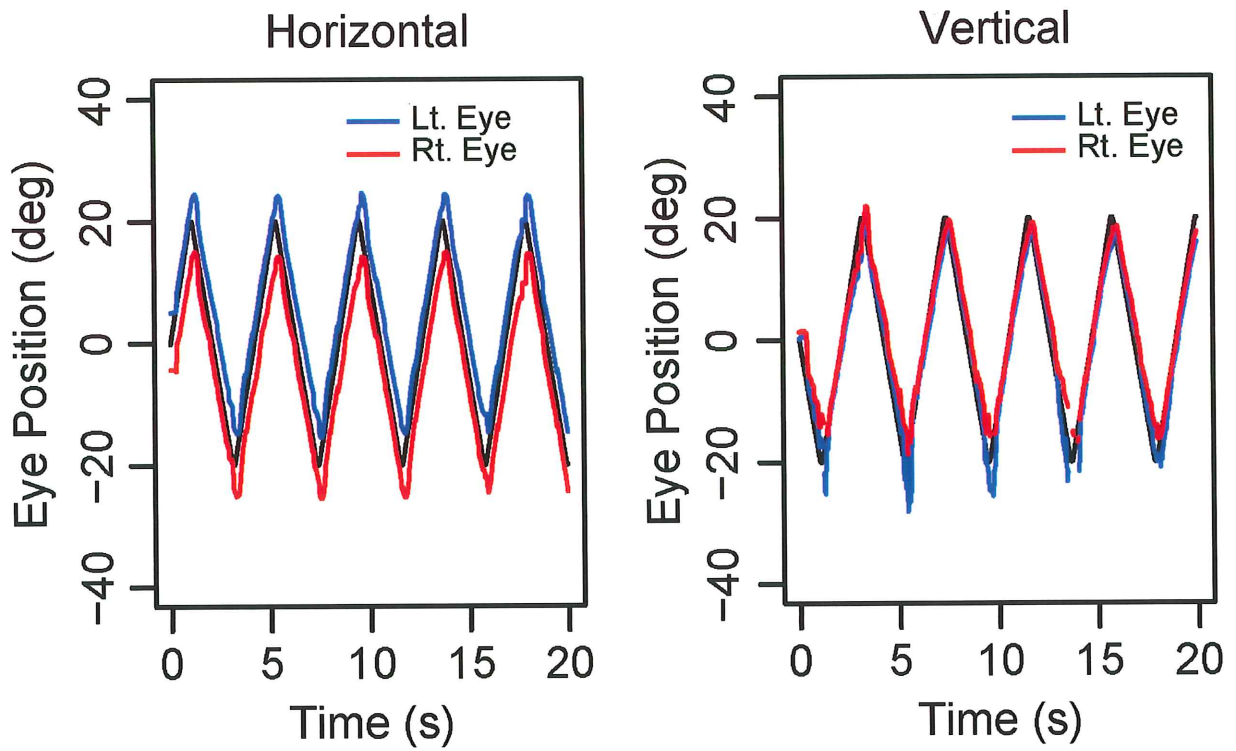 Horizontal
Eye Position (deg)
40
20
0
−20
−40
Lt. Eye
Rt. Eye
0 5 10 15 20
Time (s)
Vertical
Eye Position (deg)
40
20
0
−20
−40
Lt. Eye
Rt. Eye
0 5 10 15 20
Time (s)